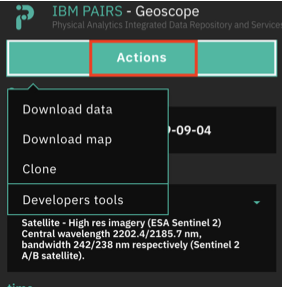 IBM PAIRS - Geoscope
Physical Analytics Integrated Data Repository and Services
Actions
Download data
Download map
9-09-04
Clone
Developers tools
Satellite - High res imagery (ESA Sentinel 2)
Central wavelength 2202.4/2185.7 nm,
bandwidth 242/238 nm respectively (Sentinel 2
A/B satellite).